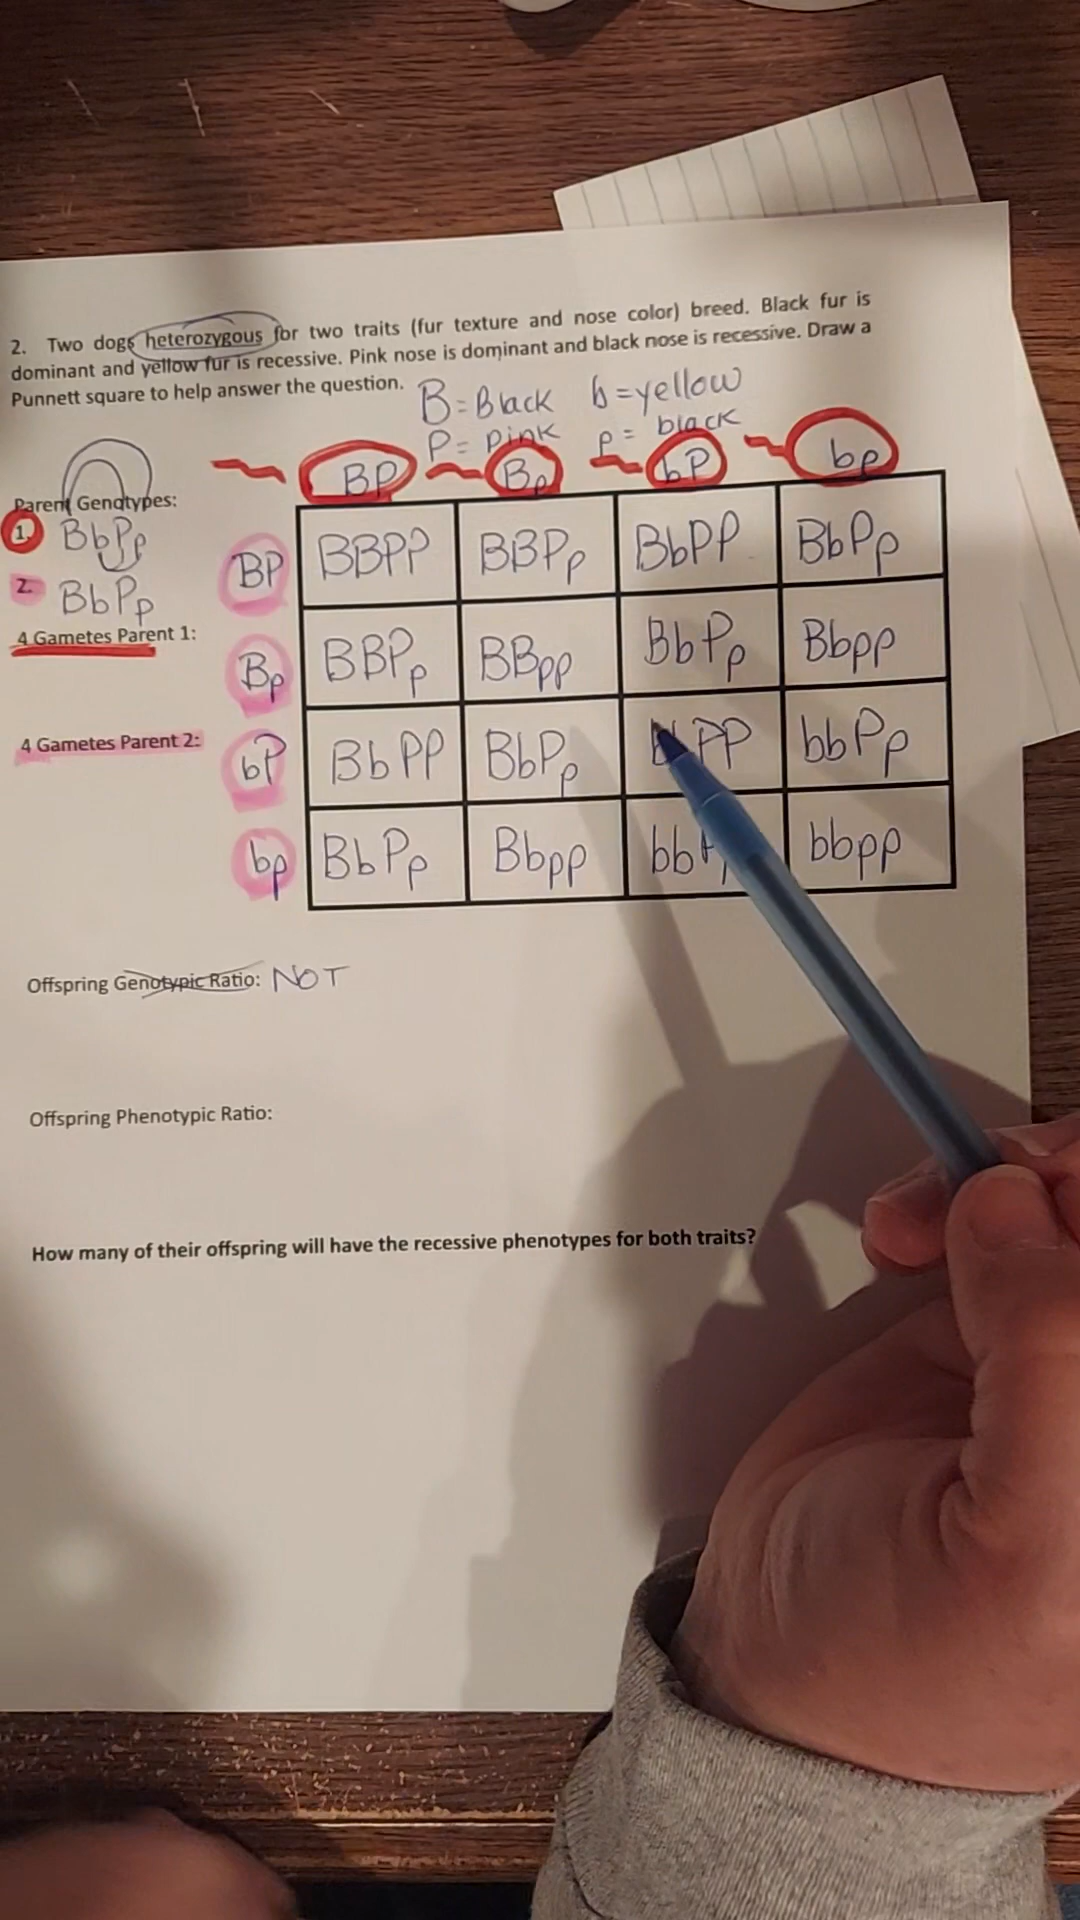 2. Two dogs heterozygous for two traits (fur texture and nose color) breed. Black fur is
dominant and yellow fur is recessive. Pink nose is dominant and black nose is recessive. Draw a
Punnett square to help answer the question.
B = Black b = yellow
P = pink p = black
BP Bp bP bp
Parent Genotypes:
1. BbPp
2. BbPp
4 Gametes Parent 1:
4 Gametes Parent 2:
BP BBPP BBPp BbPP BbPp
Bp BBPp BBpp BbPp Bbpp
bP BbPP BbPp bbPp
bp BbPp Bbpp bbpp
Offspring Genotypic Ratio: NOT
Offspring Phenotypic Ratio:
How many of their offspring will have the recessive phenotypes for both traits?